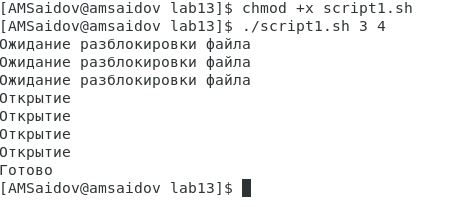 [AMSaidov@amsaidov lab13]$ chmod +x script1.sh
[AMSaidov@amsaidov lab13]$ ./script1.sh 3 4
Ожидание разблокировки файла
Ожидание разблокировки файла
Ожидание разблокировки файла
Открытие
Открытие
Открытие
Открытие
Готово
[AMSaidov@amsaidov lab13]$